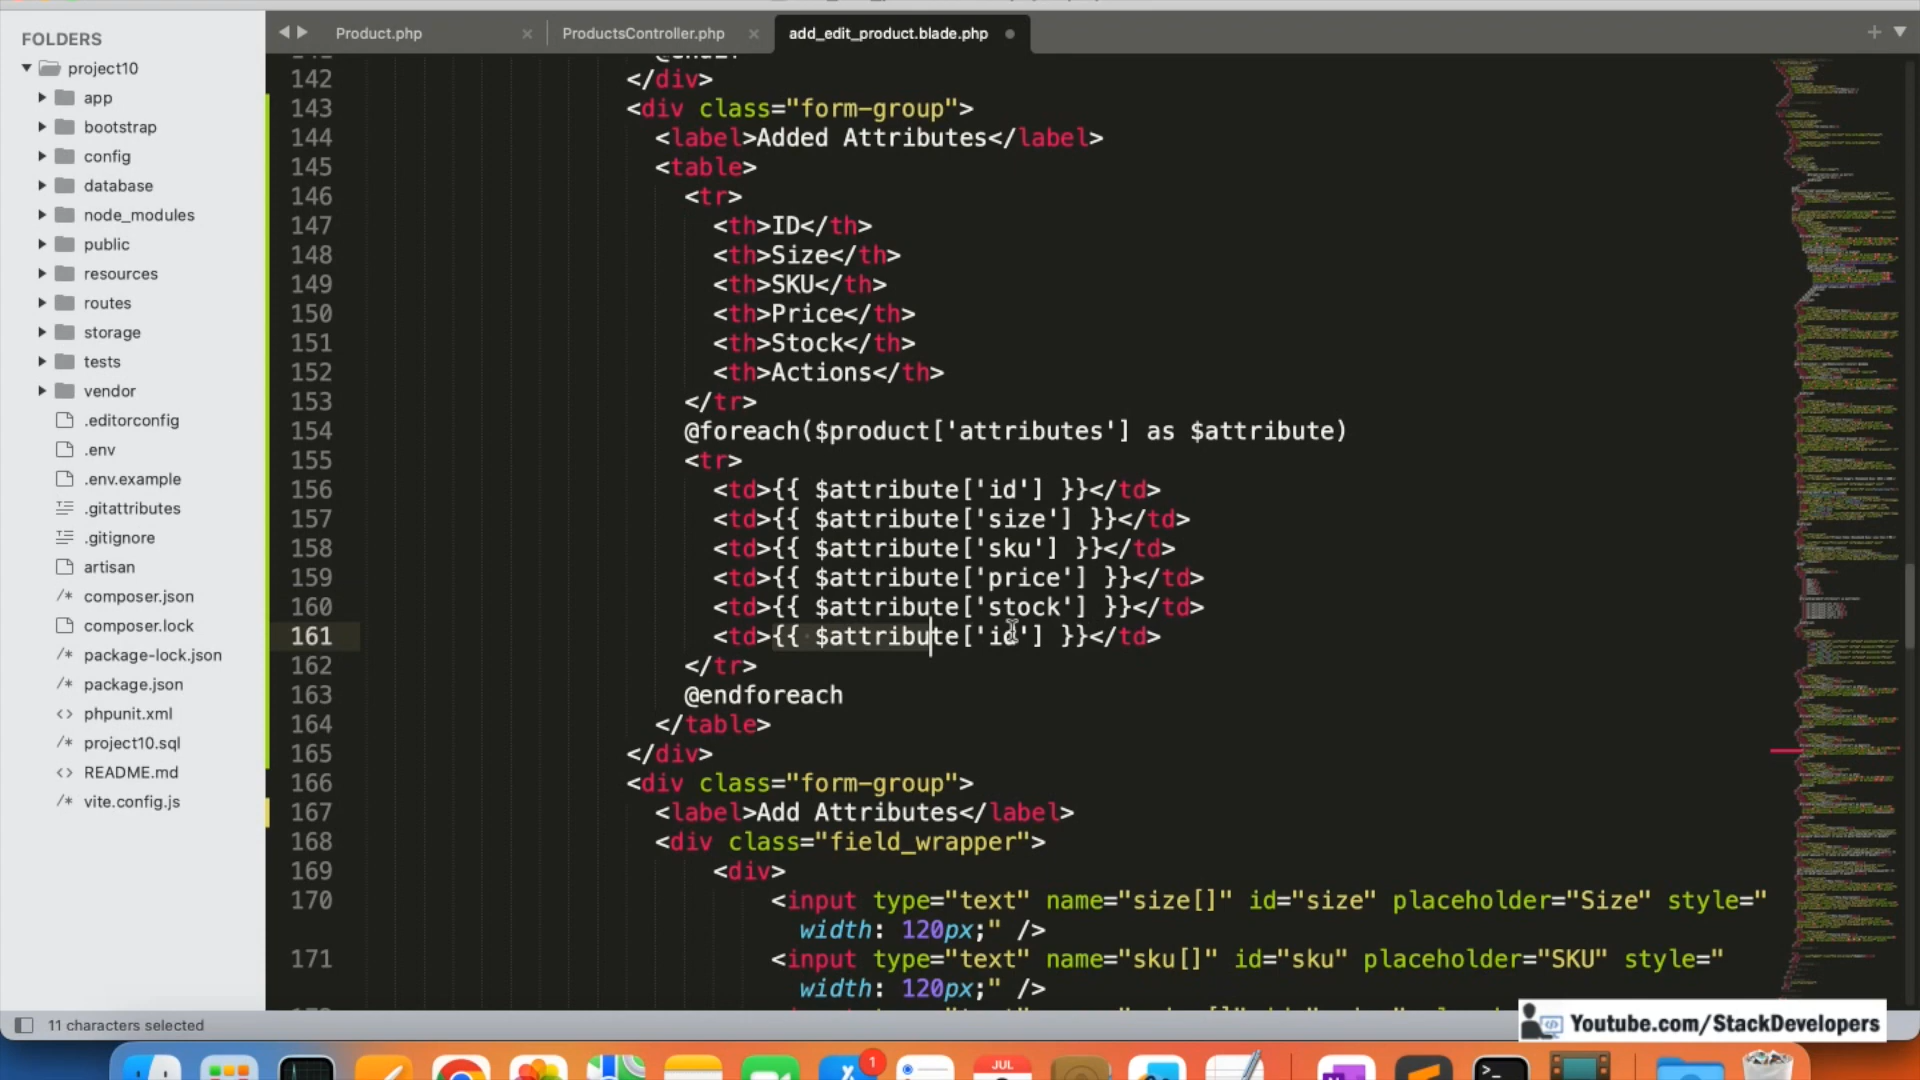 FOLDERS
project10
app
bootstrap
config
database
node_modules
public
resources
routes
storage
tests
vendor
.editorconfig
.env
.env.example
.gitattributes
.gitignore
artisan
composer.json
composer.lock
package-lock.json
package.json
phpunit.xml
project10.sql
README.md
vite.config.js
Product.php
ProductsController.php
add_edit_product.blade.php
142 </div>
143 <div class="form-group">
144 <label>Added Attributes</label>
145 <table>
146 <tr>
147 <th>ID</th>
148 <th>Size</th>
149 <th>SKU</th>
150 <th>Price</th>
151 <th>Stock</th>
152 <th>Actions</th>
153 </tr>
154 @foreach($product['attributes'] as $attribute)
155 <tr>
156 <td>{{ $attribute['id'] }}</td>
157 <td>{{ $attribute['size'] }}</td>
158 <td>{{ $attribute['sku'] }}</td>
159 <td>{{ $attribute['price'] }}</td>
160 <td>{{ $attribute['stock'] }}</td>
161 <td>{{ $attribute['id'] }}</td>
162 </tr>
163 @endforeach
164 </table>
165 </div>
166 <div class="form-group">
167 <label>Add Attributes</label>
168 <div class="field_wrapper">
169 <div>
170 <input type="text" name="size[]" id="size" placeholder="Size" style="
width: 120px;" />
171 <input type="text" name="sku[]" id="sku" placeholder="SKU" style="
width: 120px;" />
11 characters selected
Youtube.com/StackDevelopers
1
JUL